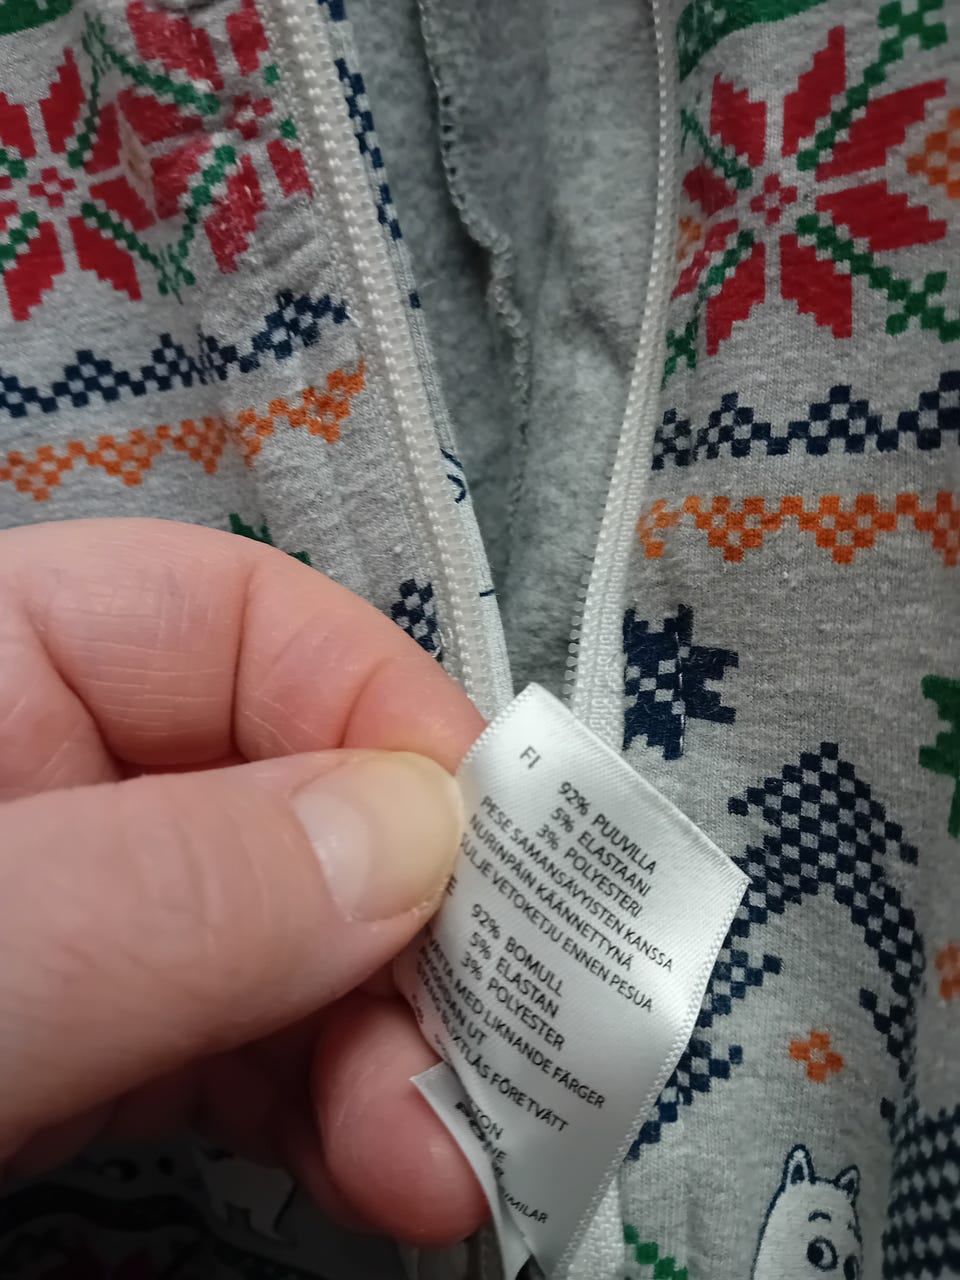 FI
92% PUUVILLA
5% ELASTAANI
3% POLYESTERI
PESE SAMANSÄVYISTEN KANSSA
NURINPÄIN KÄÄNNETTYNÄ
SULJE VETOKETJU ENNEN PESUA
92% BOMULL
5% ELASTAN
3% POLYESTER
MED LIKNANDE FÄRGER
UT
FÖRE TVÄTT